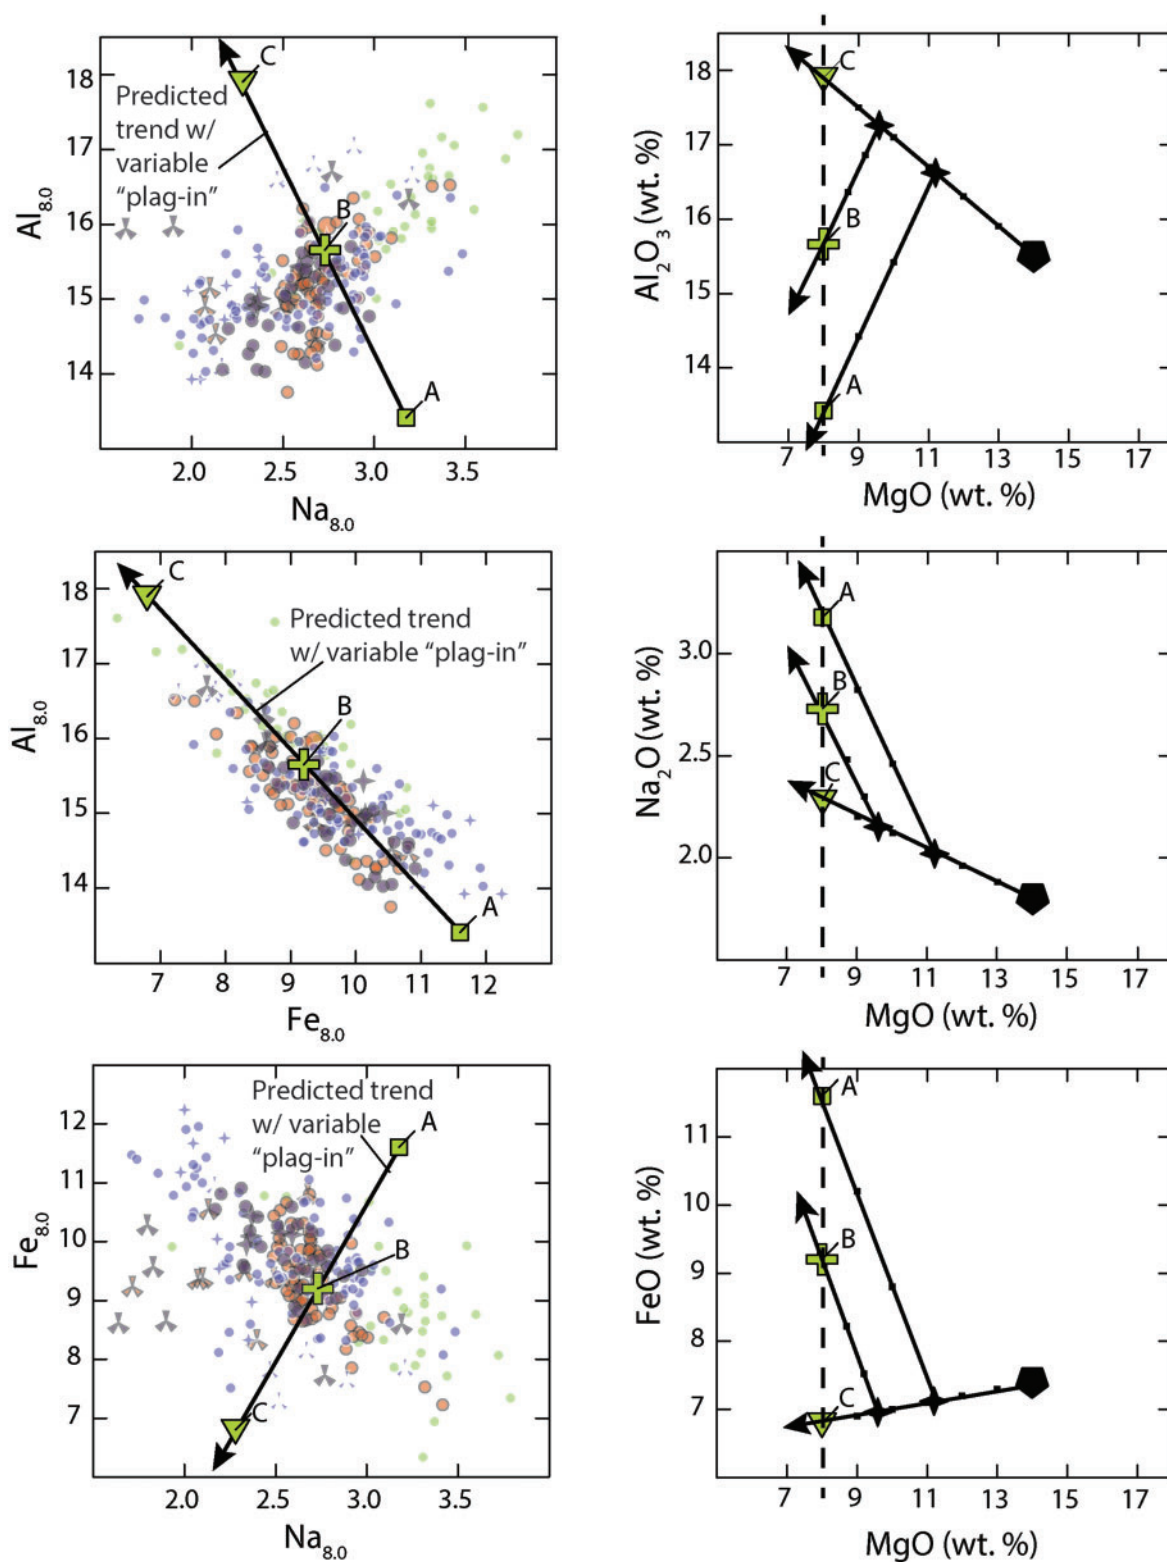 18
17
16
15
14
Al8.0
Predicted
trend w/
variable
"plag-in"
C
B
A
2.0
2.5
3.0
3.5
Na8.0
18
17
16
15
14
Al2O3 (wt. %)
C
B
A
7
9
11
13
15
17
MgO (wt. %)
18
17
16
15
14
Al8.0
C
Predicted trend
w/ variable "plag-in"
B
A
7
8
9
10
11
12
Fe8.0
3.0
2.5
2.0
Na2O (wt. %)
A
B
C
7
9
11
13
15
17
MgO (wt. %)
12
11
10
9
8
7
Fe8.0
Predicted trend
w/ variable
"plag-in"
A
B
C
2.0
2.5
3.0
3.5
Na8.0
11
10
9
8
7
FeO (wt. %)
A
B
C
7
9
11
13
15
17
MgO (wt. %)